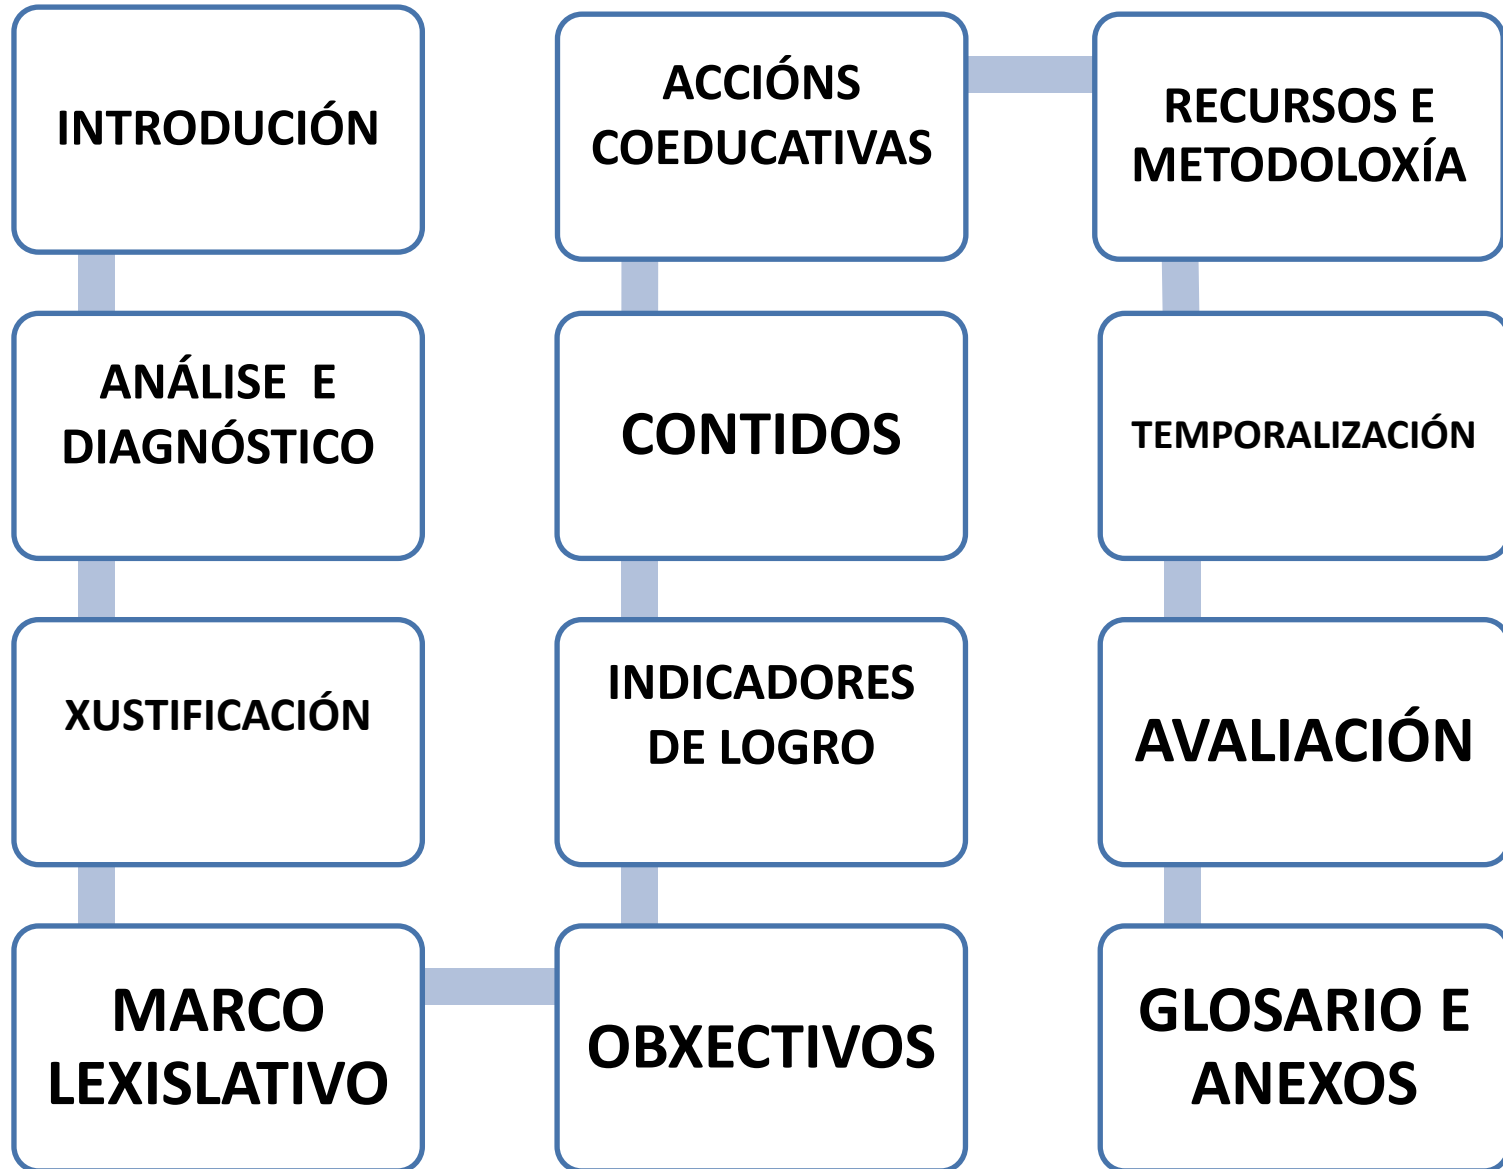 INTRODUCIÓN
ANÁLISE E
DIAGNÓSTICO
XUSTIFICACIÓN
MARCO
LEXISLATIVO
OBXECTIVOS
INDICADORES
DE LOGRO
CONTIDOS
ACCIÓNS
COEDUCATIVAS
RECURSOS E
METODOLOXÍA
TEMPORALIZACIÓN
AVALIACIÓN
GLOSARIO E
ANEXOS